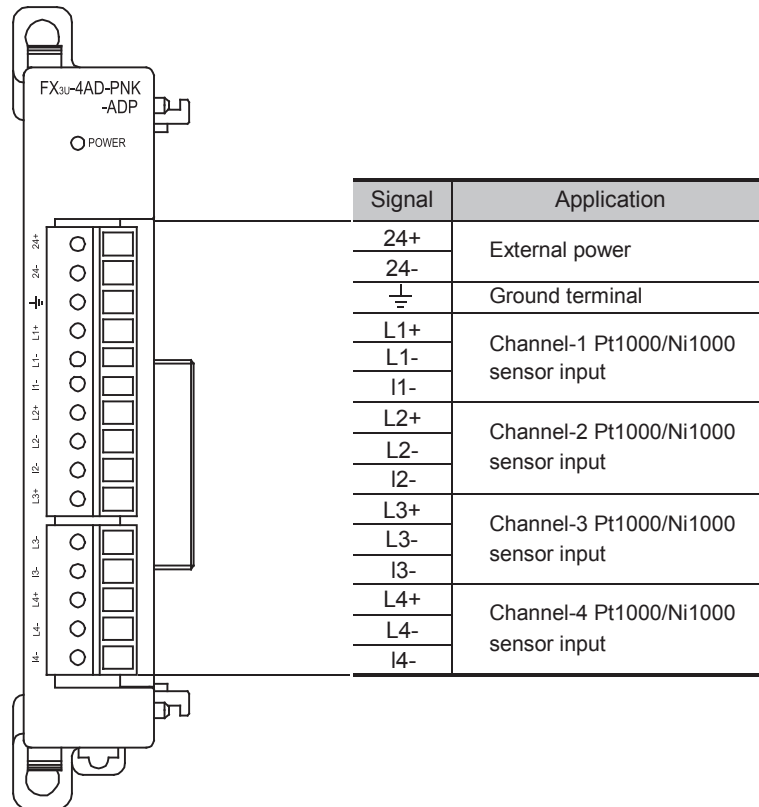 FX3U-4AD-PNK
-ADP
POWER
24+
24-
L1+
L1-
I1-
L2+
L2-
I2-
L3+
L3-
I3-
L4+
L4-
I4-
Signal Application
24+
External power
24-
Ground terminal
L1+
Channel-1 Pt1000/Ni1000
L1-
sensor input
I1-
L2+
Channel-2 Pt1000/Ni1000
L2-
sensor input
I2-
L3+
Channel-3 Pt1000/Ni1000
L3-
sensor input
I3-
L4+
Channel-4 Pt1000/Ni1000
L4-
sensor input
I4-